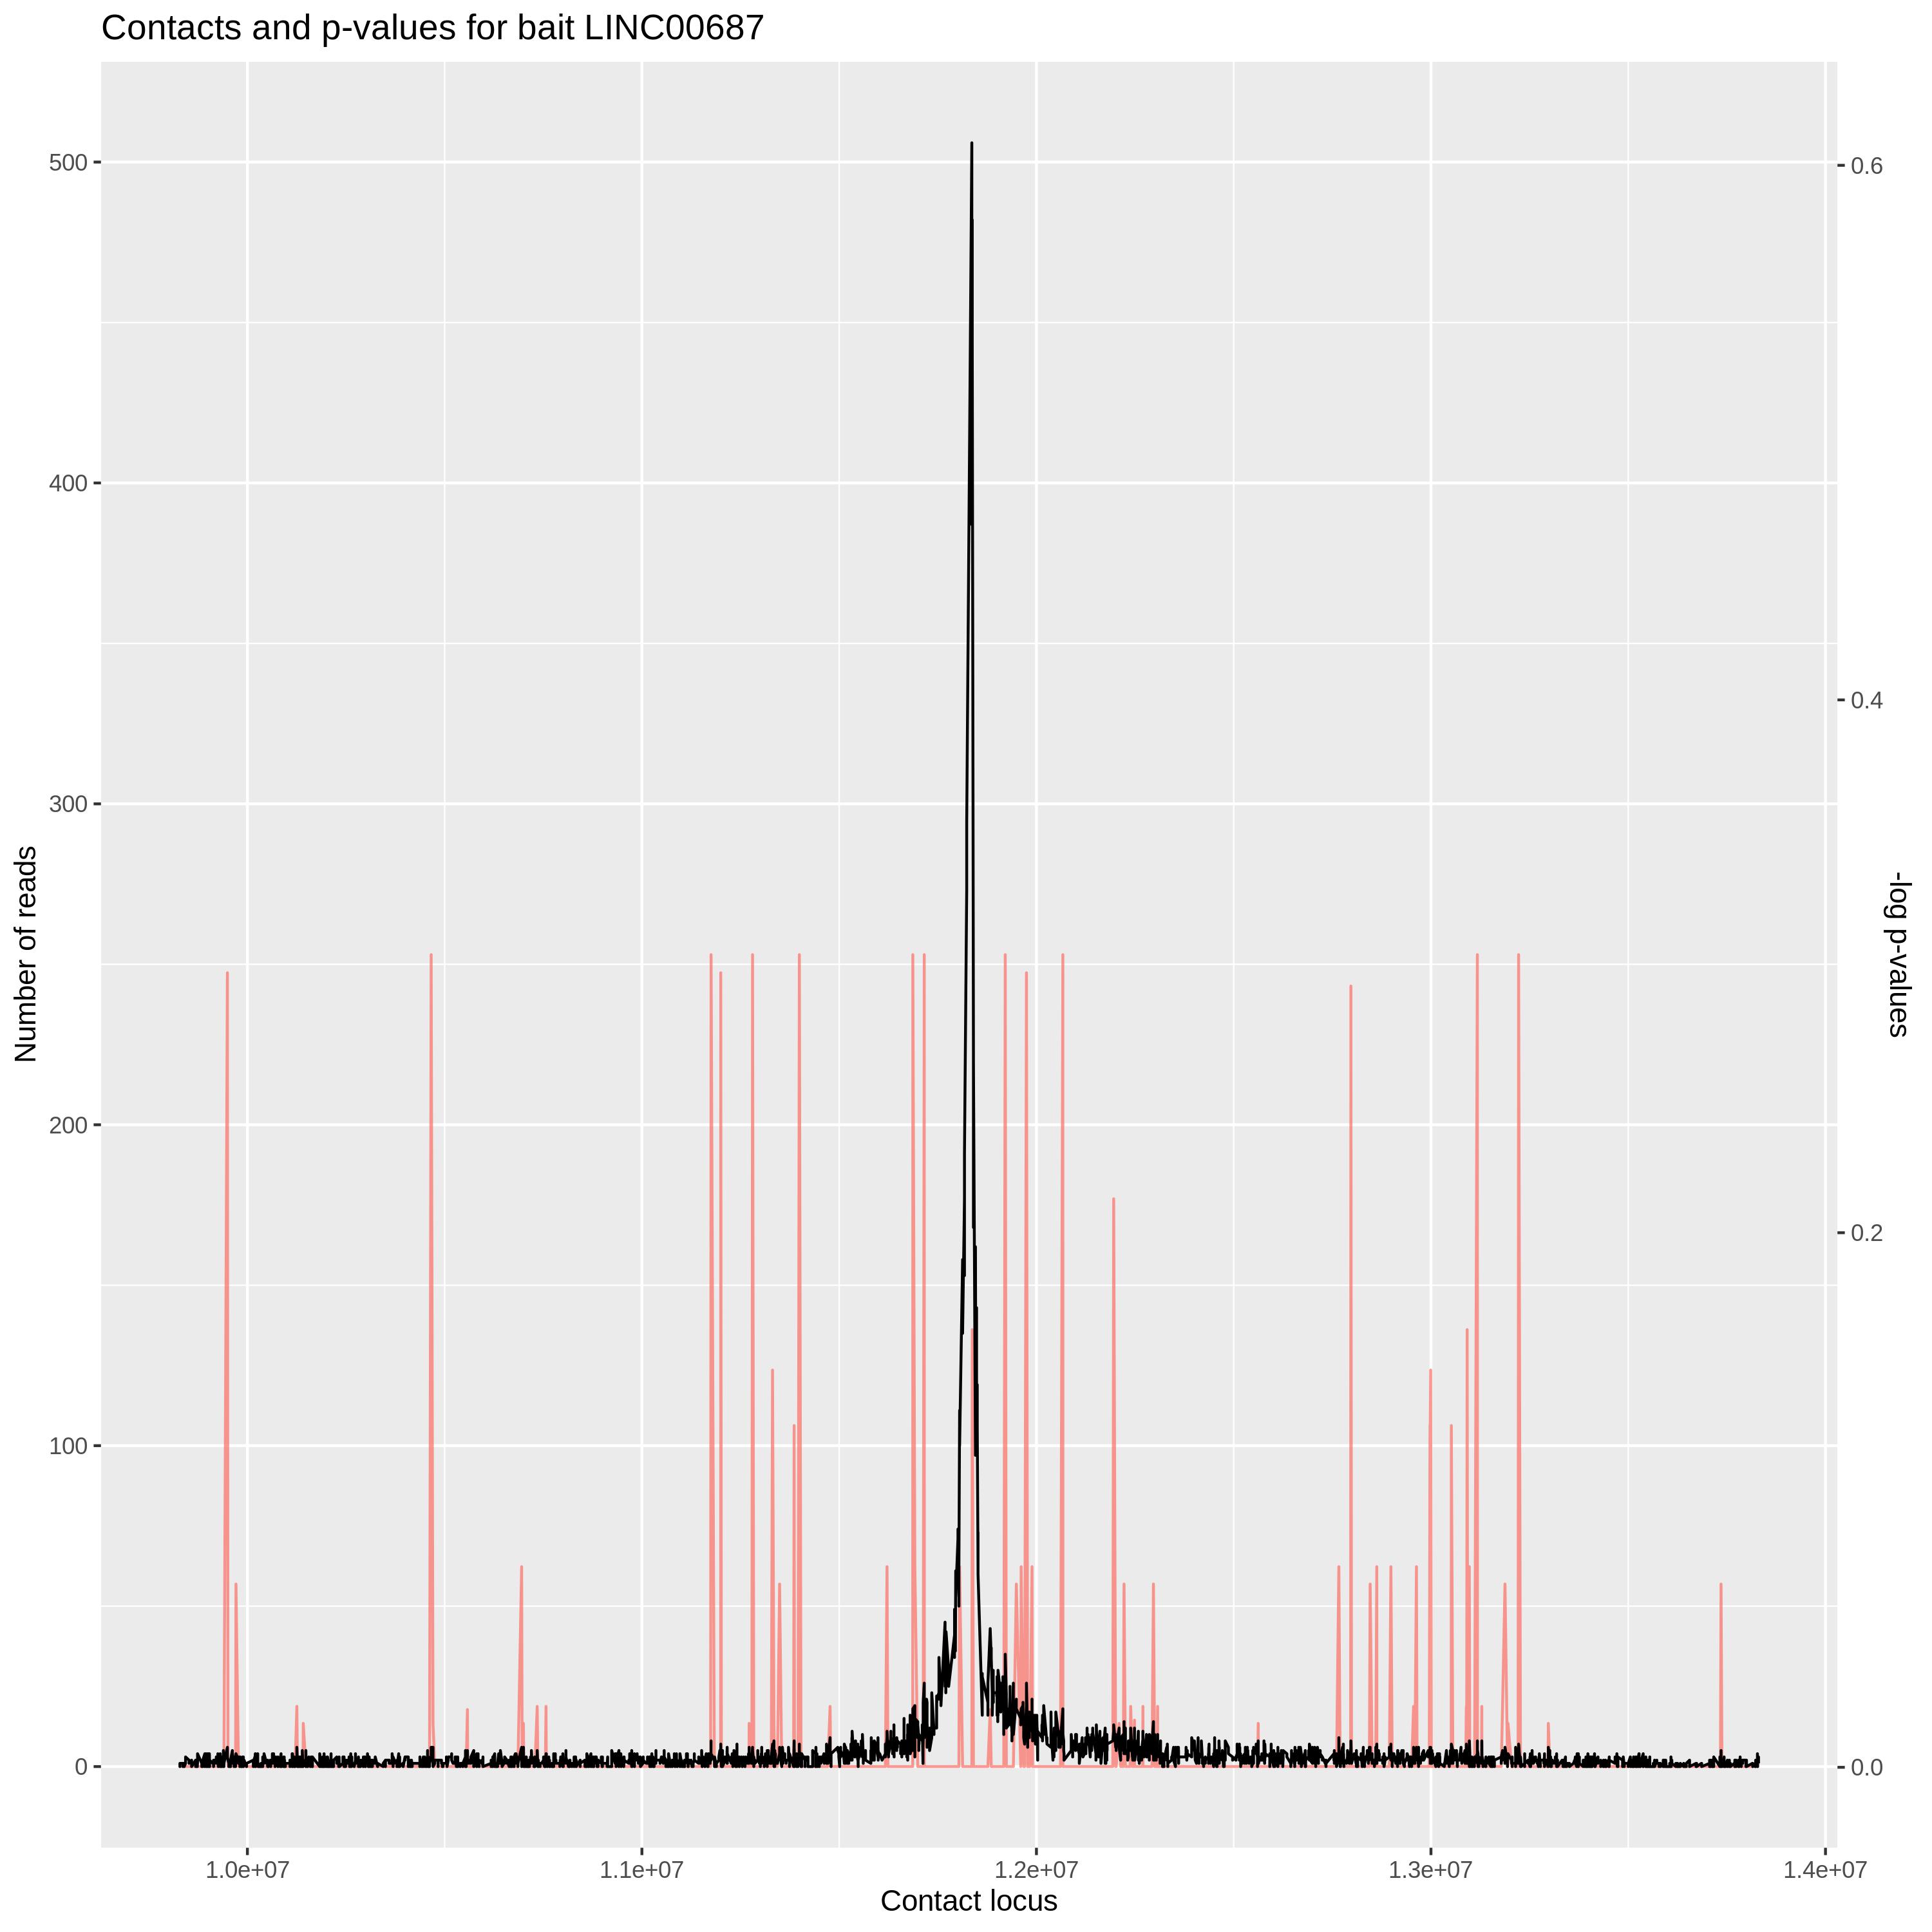 Contacts and p-values for bait LINC00687
500
400
300
200
100
0
Number of reads
0.6
0.4
0.2
0.0
-log p-values
1.0e+07 1.1e+07 1.2e+07 1.3e+07 1.4e+07
Contact locus